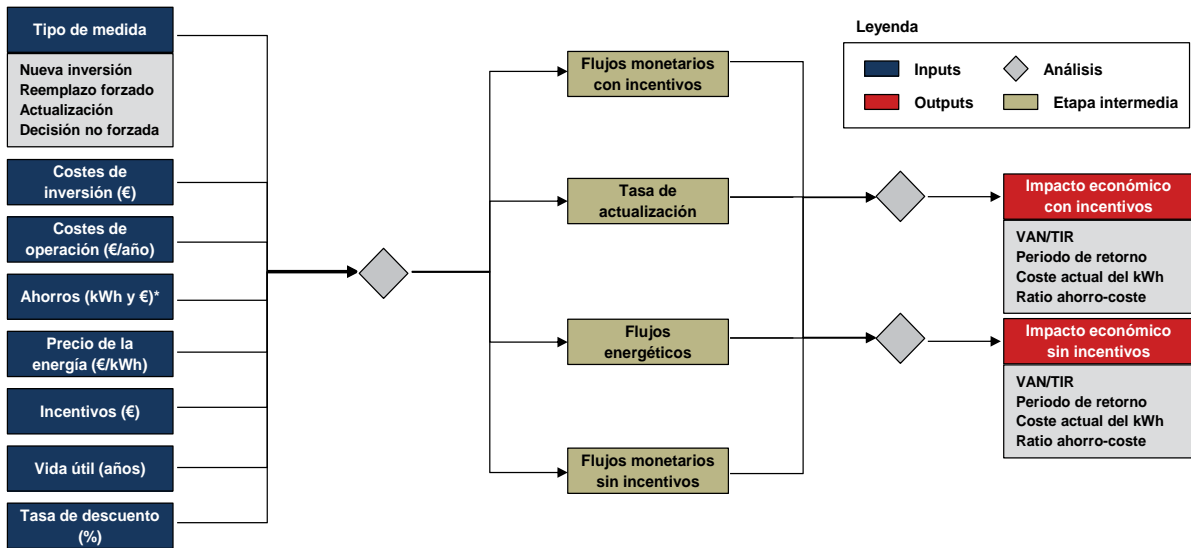 Tipo de medida
Nueva inversión
Reemplazo forzado
Actualización
Decisión no forzada
Costes de
inversión (€)
Costes de
operación (€/año)
Ahorros (kWh y €)*
Precio de la
energía (€/kWh)
Incentivos (€)
Vida útil (años)
Tasa de descuento
(%)
Flujos monetarios
con incentivos
Tasa de
actualización
Flujos
energéticos
Flujos monetarios
sin incentivos
Leyenda
Inputs
Análisis
Outputs
Etapa intermedia
Impacto económico
con incentivos
VAN/TIR
Periodo de retorno
Coste actual del kWh
Ratio ahorro-coste
Impacto económico
sin incentivos
VAN/TIR
Periodo de retorno
Coste actual del kWh
Ratio ahorro-coste